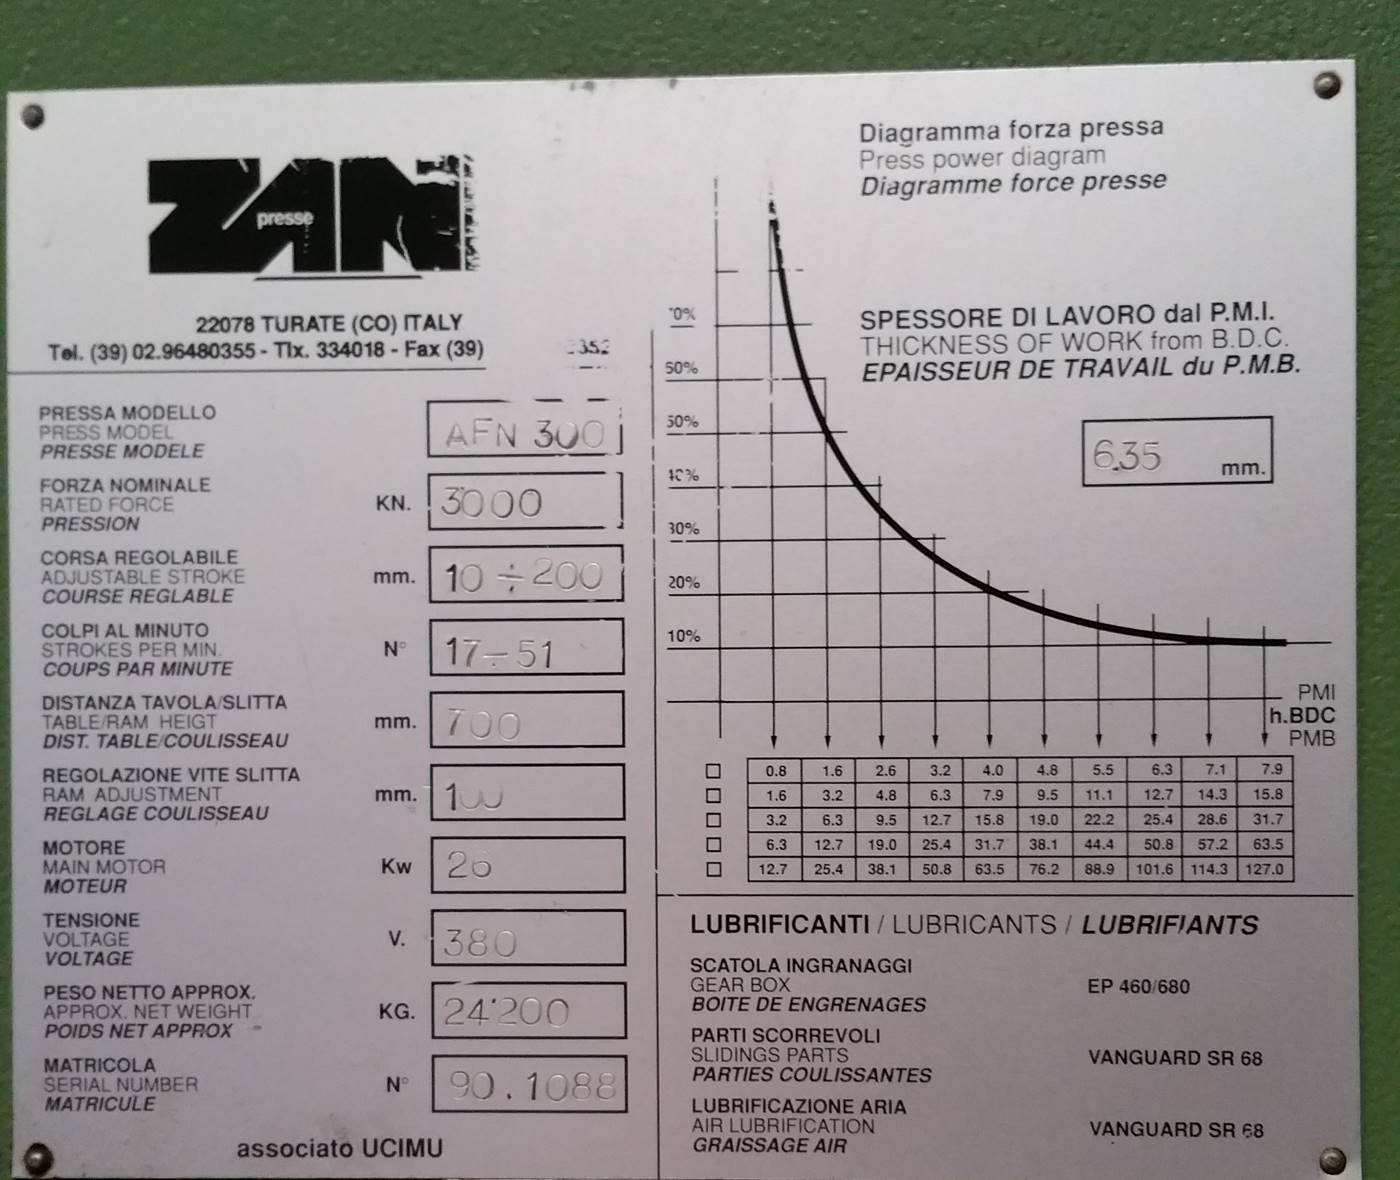 ZANI
presse
22078 TURATE (CO) ITALY
Tel. (39) 02.96480355 - Tlx. 334018 - Fax (39)
PRESSA MODELLO
PRESS MODEL
PRESSE MODELE
AFN 300
FORZA NOMINALE
RATED FORCE
PRESSION
KN.
3000
CORSA REGOLABILE
ADJUSTABLE STROKE
COURSE REGLABLE
mm.
10 ÷ 200
COLPI AL MINUTO
STROKES PER MIN.
COUPS PAR MINUTE
N°
17 ÷ 51
DISTANZA TAVOLA/SLITTA
TABLE/RAM HEIGT
DIST. TABLE/COULISSEAU
mm.
700
REGOLAZIONE VITE SLITTA
RAM ADJUSTMENT
REGLAGE COULISSEAU
mm.
100
MOTORE
MAIN MOTOR
MOTEUR
Kw
26
TENSIONE
VOLTAGE
VOLTAGE
V.
380
PESO NETTO APPROX.
APPROX. NET WEIGHT
POIDS NET APPROX
KG.
24'200
MATRICOLA
SERIAL NUMBER
MATRICULE
N°
90.1088
associato UCIMU
Diagramma forza pressa
Press power diagram
Diagramme force presse
SPESSORE DI LAVORO dal P.M.I.
THICKNESS OF WORK from B.D.C.
EPAISSEUR DE TRAVAIL du P.M.B.
6.35 mm.
40%
30%
20%
10%
PMI
h.BDC
PMB
0.8 1.6 2.6 3.2 4.0 4.8 5.5 6.3 7.1 7.9
1.6 3.2 4.8 6.3 7.9 9.5 11.1 12.7 14.3 15.8
3.2 6.3 9.5 12.7 15.8 19.0 22.2 25.4 28.6 31.7
6.3 12.7 19.0 25.4 31.7 38.1 44.4 50.8 57.2 63.5
12.7 25.4 38.1 50.8 63.5 76.2 88.9 101.6 114.3 127.0
LUBRIFICANTI / LUBRICANTS / LUBRIFIANTS
SCATOLA INGRANAGGI
GEAR BOX
BOITE DE ENGRENAGES
EP 460/680
PARTI SCORREVOLI
SLIDINGS PARTS
PARTIES COULISSANTES
VANGUARD SR 68
LUBRIFICAZIONE ARIA
AIR LUBRIFICATION
GRAISSAGE AIR
VANGUARD SR 68